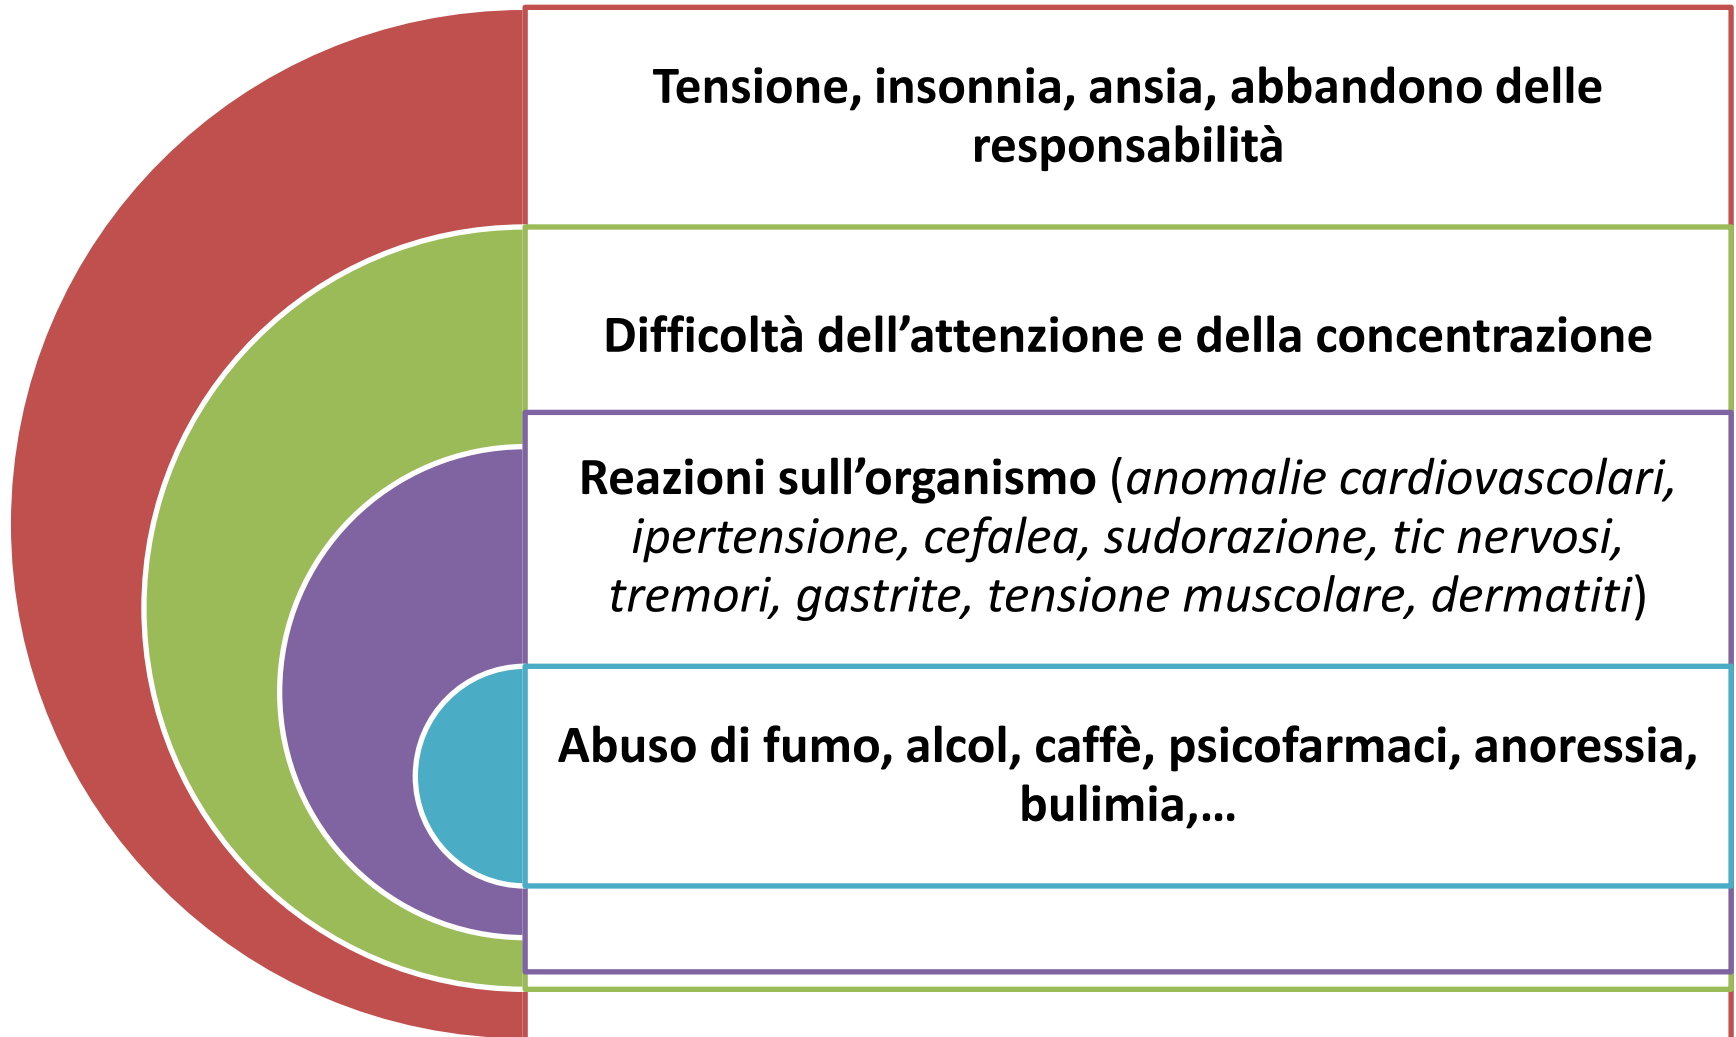 Tensione, insonnia, ansia, abbandono delle
responsabilità
Difficoltà dell’attenzione e della concentrazione
Reazioni sull’organismo (anomalie cardiovascolari,
ipertensione, cefalea, sudorazione, tic nervosi,
tremori, gastrite, tensione muscolare, dermatiti)
Abuso di fumo, alcol, caffè, psicofarmaci, anoressia,
bulimia,…